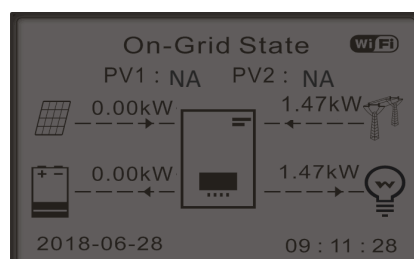 On-Grid State WiFi
PV1 : NA PV2 : NA
0.00kW 1.47kW
0.00kW 1.47kW
2018-06-28 09 : 11 : 28